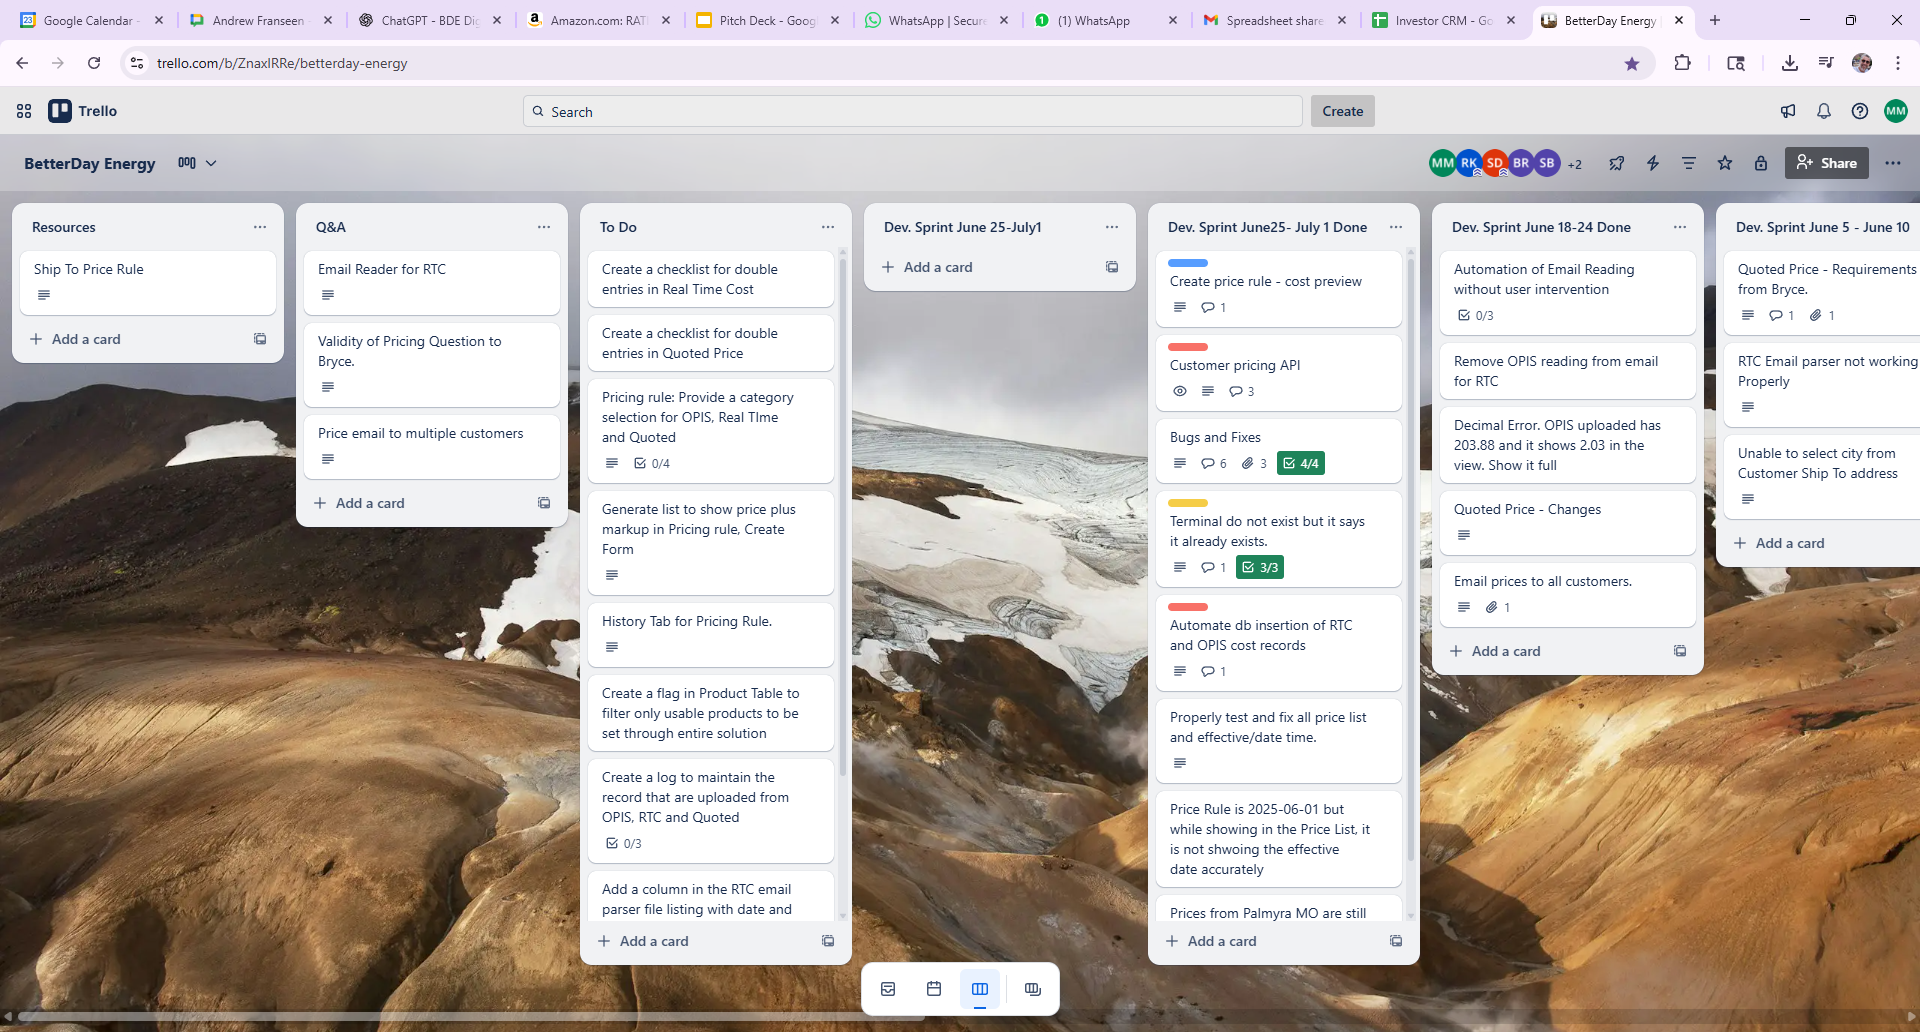 Google Calendar -
Andrew Franseen -
ChatGPT - BDE Dig
Amazon.com: RATI
Pitch Deck - Goog
WhatsApp | Secure
(1) WhatsApp
Spreadsheet share
Investor CRM - Go
BetterDay Energy |
trello.com/b/ZnaxlRRe/betterday-energy
Trello
Search
Create
MM
BetterDay Energy
MM
RK
SD
BR
SB
+2
Share
Resources
Ship To Price Rule
Add a card
Q&A
Email Reader for RTC
Validity of Pricing Question to
Bryce.
Price email to multiple customers
Add a card
To Do
Create a checklist for double
entries in Real Time Cost
Create a checklist for double
entries in Quoted Price
Pricing rule: Provide a category
selection for OPIS, Real TIme
and Quoted
0/4
Generate list to show price plus
markup in Pricing rule, Create
Form
History Tab for Pricing Rule.
Create a flag in Product Table to
filter only usable products to be
set through entire solution
Create a log to maintain the
record that are uploaded from
OPIS, RTC and Quoted
0/3
Add a column in the RTC email
parser file listing with date and
Add a card
Dev. Sprint June 25-July1
Add a card
Dev. Sprint June25- July 1 Done
Create price rule - cost preview
1
Customer pricing API
3
Bugs and Fixes
6
3
4/4
Terminal do not exist but it says
it already exists.
1
3/3
Automate db insertion of RTC
and OPIS cost records
1
Properly test and fix all price list
and effective/date time.
Price Rule is 2025-06-01 but
while showing in the Price List, it
is not shwoing the effective
date accurately
Prices from Palmyra MO are still
Add a card
Dev. Sprint June 18-24 Done
Automation of Email Reading
without user intervention
0/3
Remove OPIS reading from email
for RTC
Decimal Error. OPIS uploaded has
203.88 and it shows 2.03 in the
view. Show it full
Quoted Price - Changes
Email prices to all customers.
1
Add a card
Dev. Sprint June 5 - June 10
Quoted Price - Requirements
from Bryce.
1
1
RTC Email parser not working
Properly
Unable to select city from
Customer Ship To address
Add a card